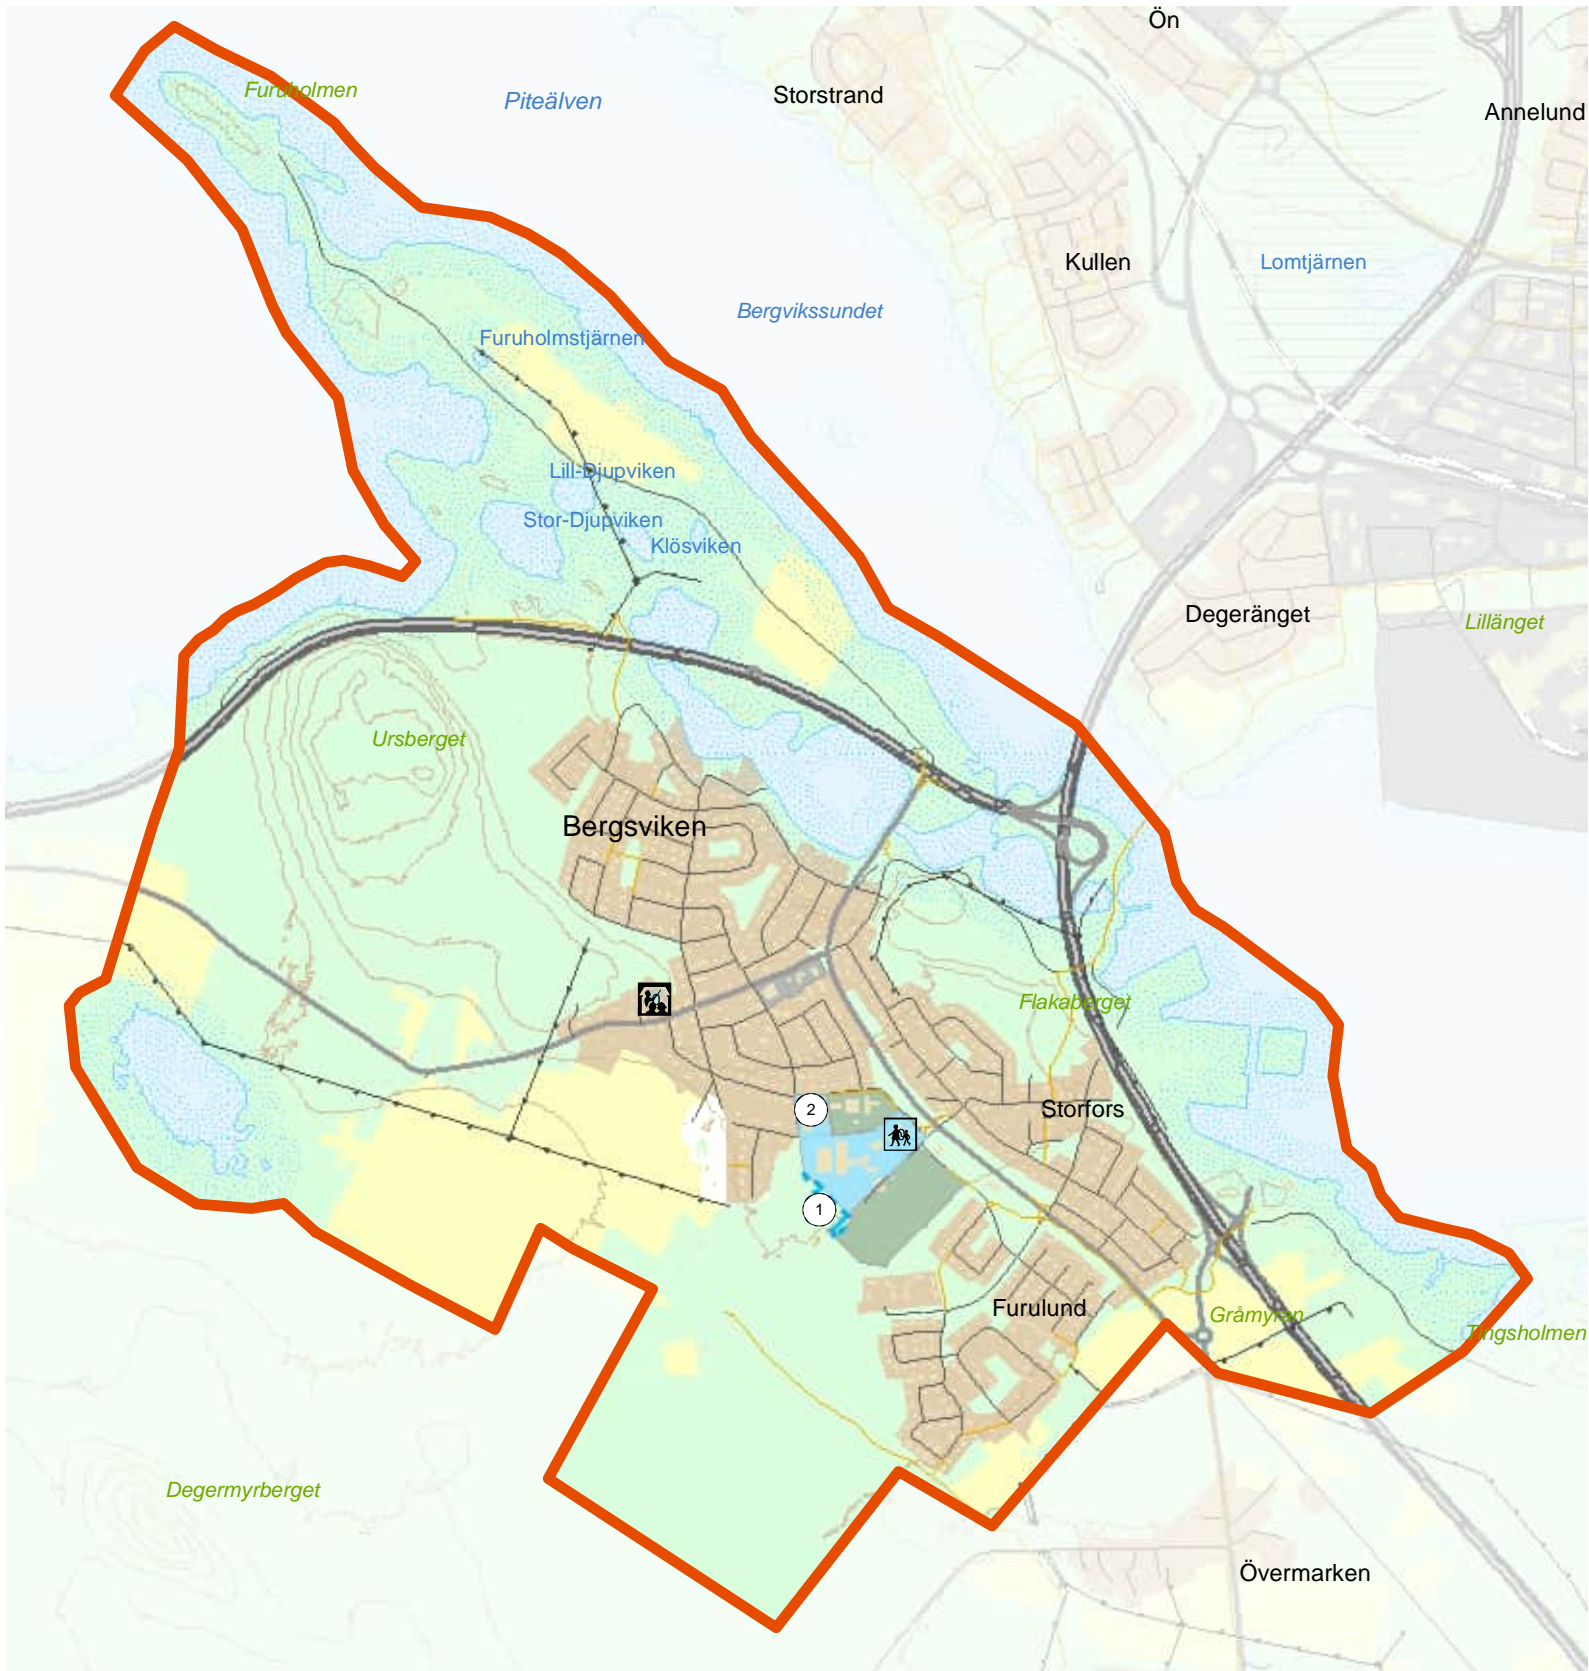 Ön
Furuholmen
Piteälven
Storstrand
Annelund
Kullen
Lomtjärnen
Bergvikssundet
Furuholmstjärnen
Lill-Djupviken
Stor-Djupviken
Klösviken
Degeränget
Lillänget
Ursberget
Bergsviken
Flakaberget
2
Storfors
1
Furulund
Gråmyran
Tingsholmen
Degermyrberget
Övermarken